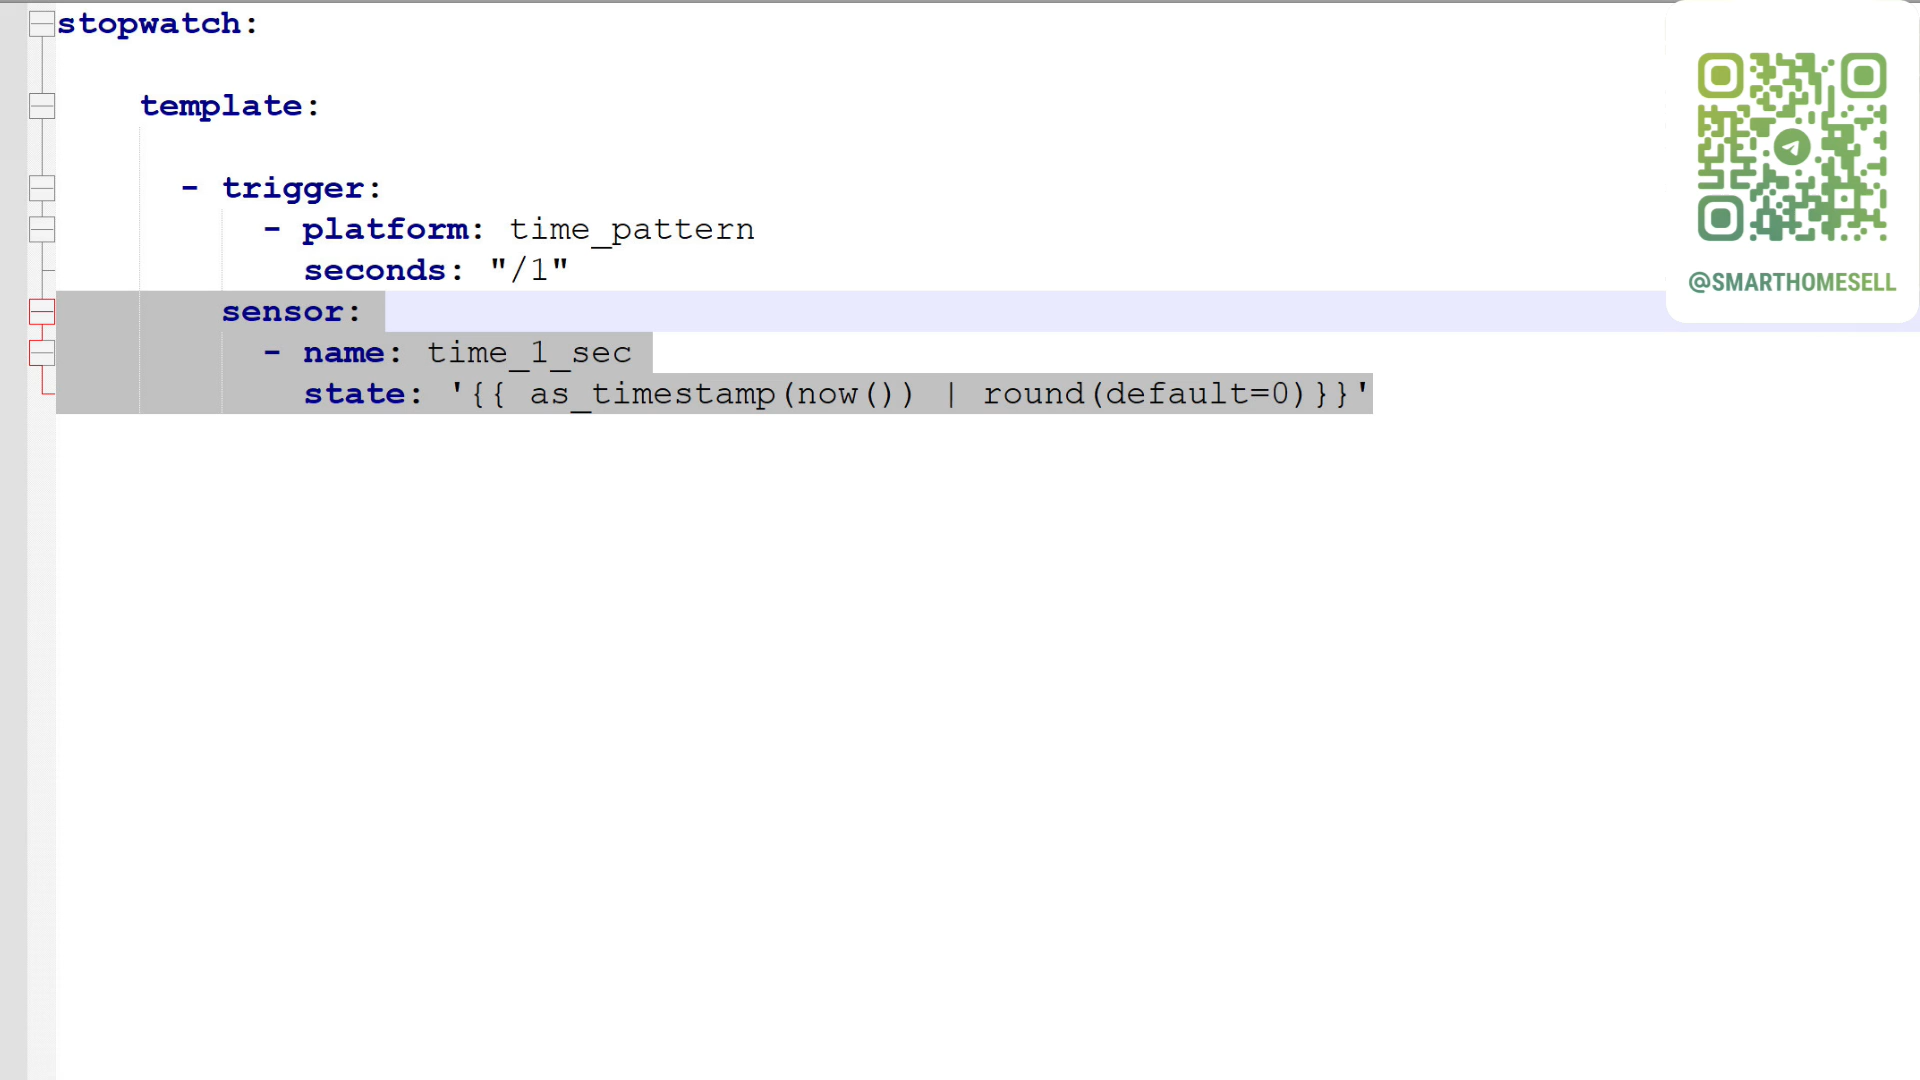 stopwatch:
template:
- trigger:
- platform: time_pattern
seconds: "/1"
sensor:
- name: time_1_sec
state: '{{ as_timestamp(now()) | round(default=0)}}'
@SMARTHOMESELL